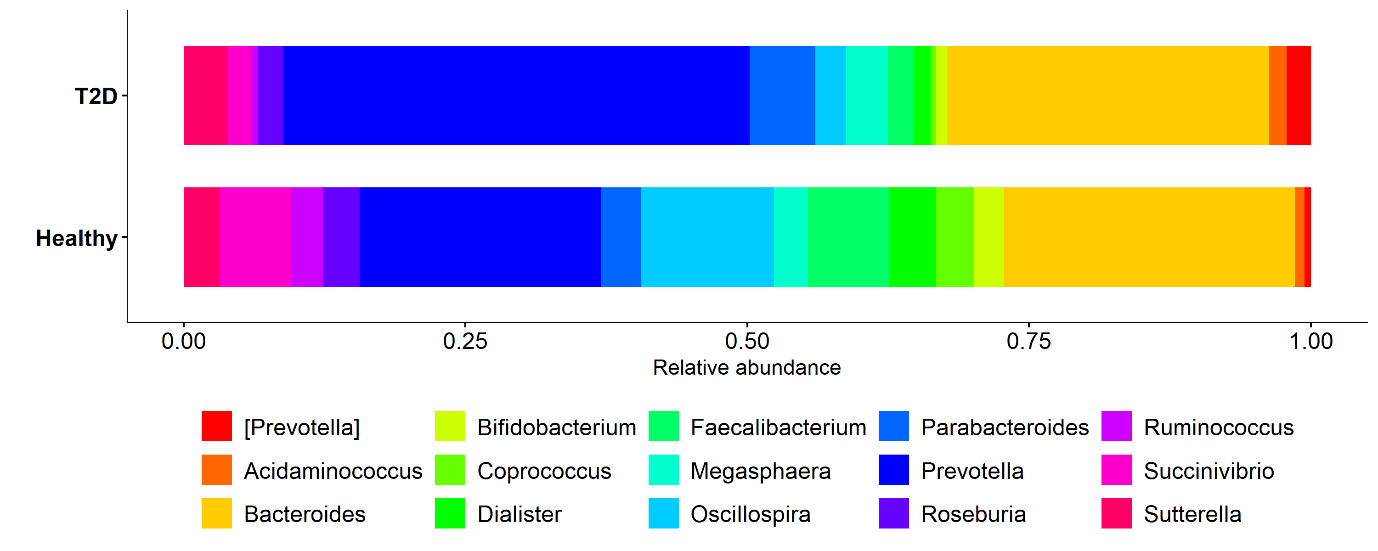 T2D
Healthy
0.00 0.25 0.50 0.75 1.00
Relative abundance
[Prevotella] Bifidobacterium Faecalibacterium Parabacteroides Ruminococcus
Acidaminococcus Coprococcus Megasphaera Prevotella Succinivibrio
Bacteroides Dialister Oscillospira Roseburia Sutterella